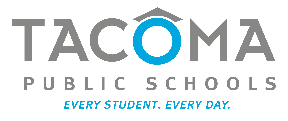 TACOMA
PUBLIC SCHOOLS
EVERY STUDENT. EVERY DAY.